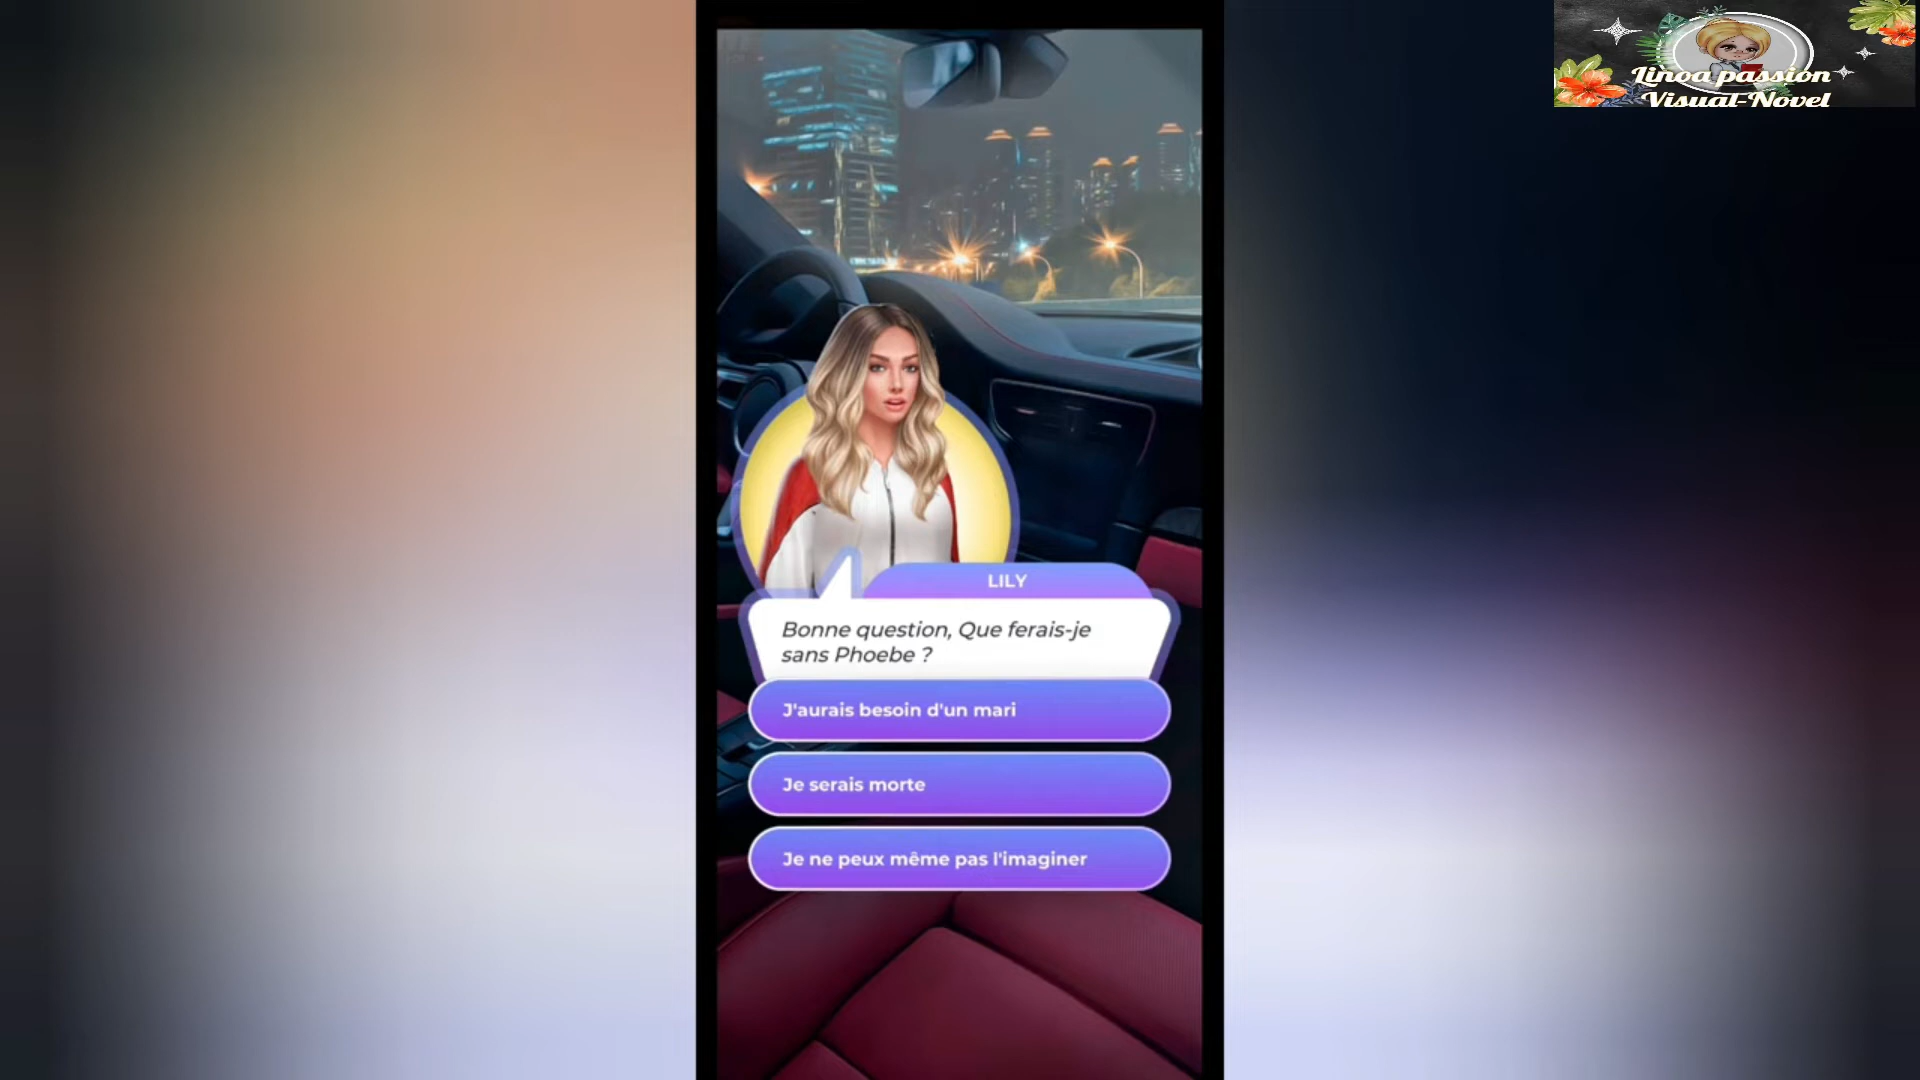 Linoa passion
Visual-Novel
LILY
Bonne question, Que ferais-je
sans Phoebe ?
J'aurais besoin d'un mari
Je serais morte
Je ne peux même pas l'imaginer